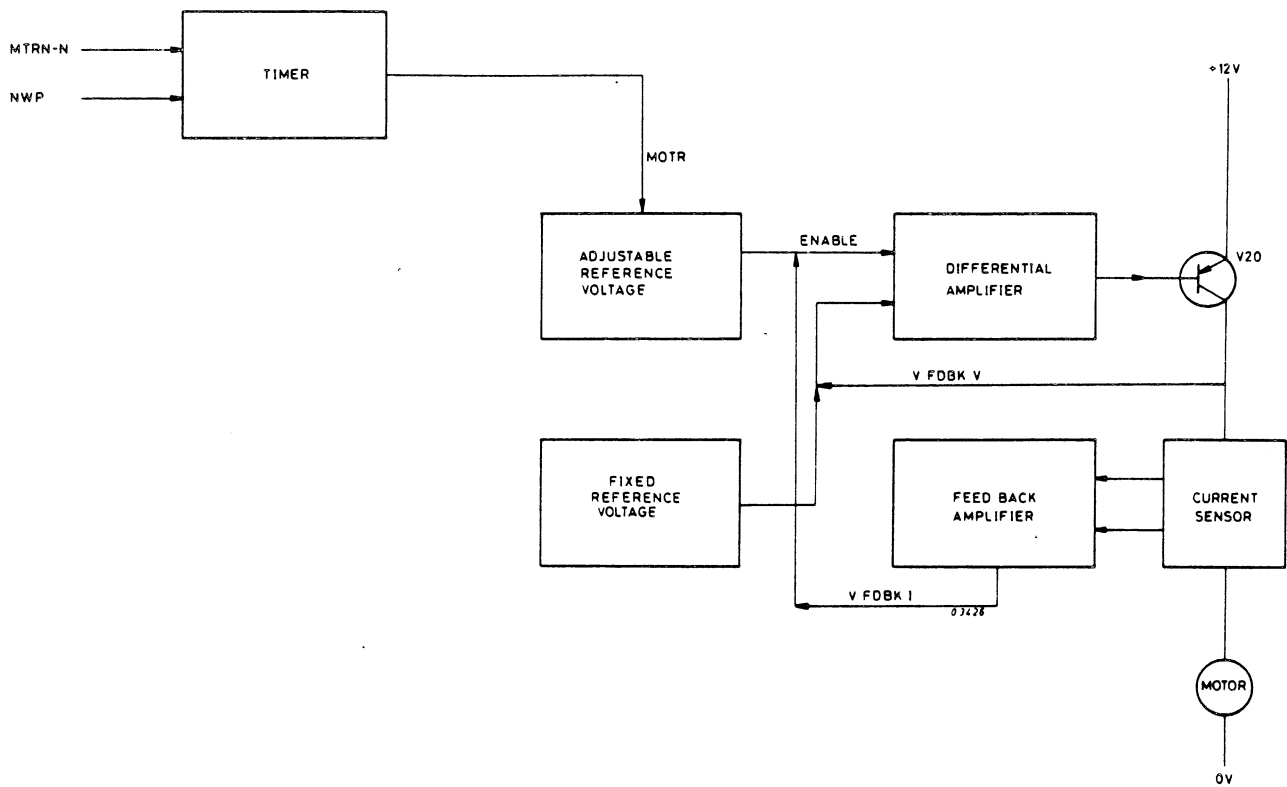 MTRN-N
TIMER
NWP
+12V
MOTR
ENABLE
ADJUSTABLE
REFERENCE
VOLTAGE
DIFFERENTIAL
AMPLIFIER
V20
V FDBK V
FIXED
REFERENCE
VOLTAGE
FEED BACK
AMPLIFIER
CURRENT
SENSOR
V FDBK I
03428
MOTOR
0V